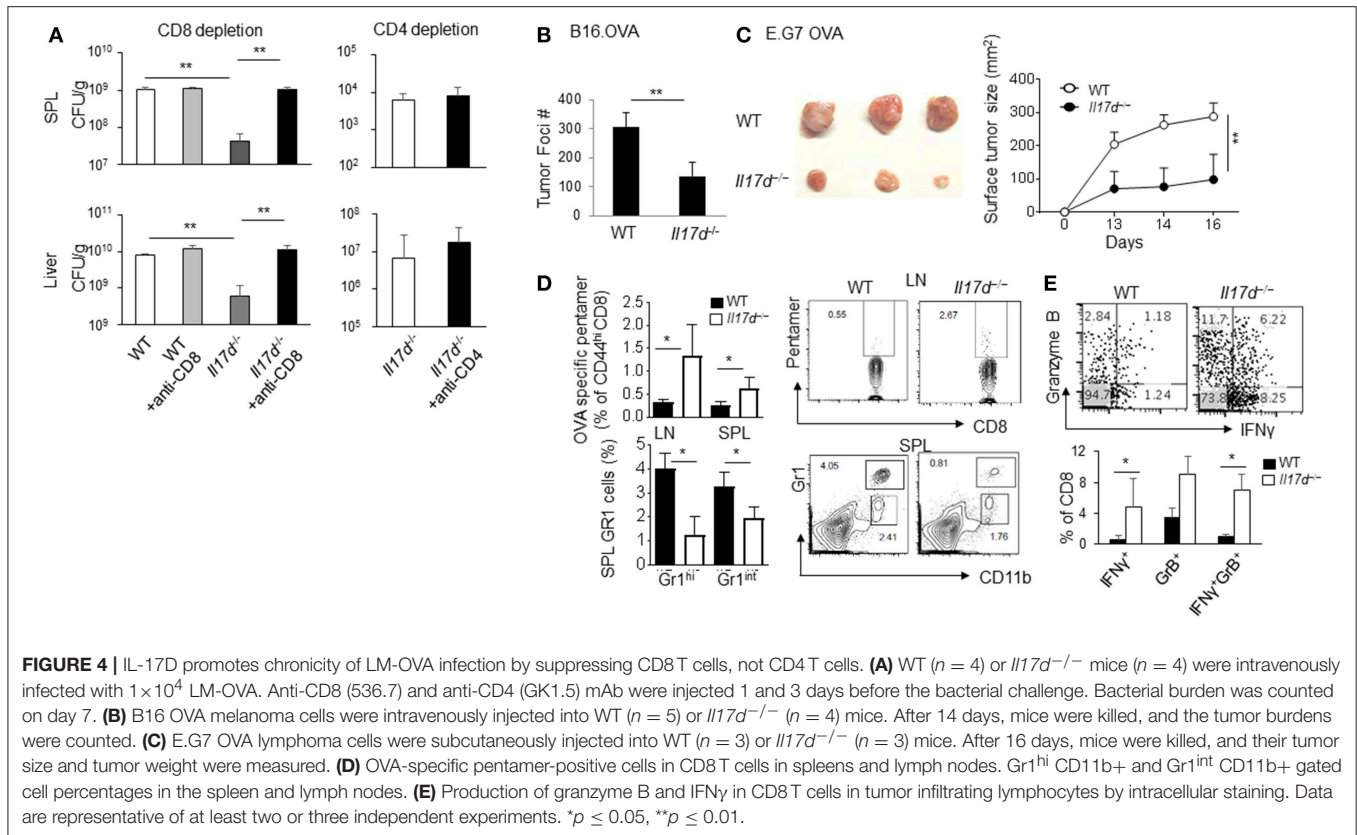 A
CD8 depletion
CD4 depletion
SPL
CFU/g
10^10
10^9
10^8
10^7
**
**
10^5
10^4
10^3
10^2
Liver
CFU/g
10^11
10^10
10^9
10^9
**
**
10^8
10^7
10^6
10^5
WT
WT
+anti-CD8
Il17d-/-
Il17d-/-
+anti-CD8
Il17d-/-
Il17d-/-
+anti-CD4
B
B16.OVA
Tumor Foci #
400
300
200
100
0
**
WT
Il17d-/-
C
E.G7 OVA
WT
Il17d-/-
Surface tumor size (mm2)
400
300
200
100
0
WT
Il17d-/-
**
0
13
14
16
Days
D
OVA specific pentamer
(% of CD44hi CD8)
2.5
2.0
1.5
1.0
0.5
0.0
WT
Il17d-/-
*
*
LN
SPL
SPL GR1 cells (%)
5
4
3
2
1
0
*
*
Gr1hi
Gr1int
LN
WT
Il17d-/-
Pentamer
0.55
2.67
CD8
SPL
Gr1
4.05
2.41
0.81
1.76
CD11b
E
WT
Il17d-/-
Granzyme B
2.84
1.18
94.7
1.24
11.7
6.22
73.8
8.25
IFNγ
% of CD8
12
8
4
0
*
*
WT
Il17d-/-
IFNγ+
GrB+
IFNγ+GrB+
FIGURE 4 | IL-17D promotes chronicity of LM-OVA infection by suppressing CD8 T cells, not CD4 T cells. (A) WT (n = 4) or Il17d−/− mice (n = 4) were intravenously
infected with 1×10^4 LM-OVA. Anti-CD8 (536.7) and anti-CD4 (GK1.5) mAb were injected 1 and 3 days before the bacterial challenge. Bacterial burden was counted
on day 7. (B) B16 OVA melanoma cells were intravenously injected into WT (n = 5) or Il17d−/− (n = 4) mice. After 14 days, mice were killed, and the tumor burdens
were counted. (C) E.G7 OVA lymphoma cells were subcutaneously injected into WT (n = 3) or Il17d−/− (n = 3) mice. After 16 days, mice were killed, and their tumor
size and tumor weight were measured. (D) OVA-specific pentamer-positive cells in CD8 T cells in spleens and lymph nodes. Gr1hi CD11b+ and Gr1int CD11b+ gated
cell percentages in the spleen and lymph nodes. (E) Production of granzyme B and IFNγ in CD8 T cells in tumor infiltrating lymphocytes by intracellular staining. Data
are representative of at least two or three independent experiments. *p ≤ 0.05, **p ≤ 0.01.